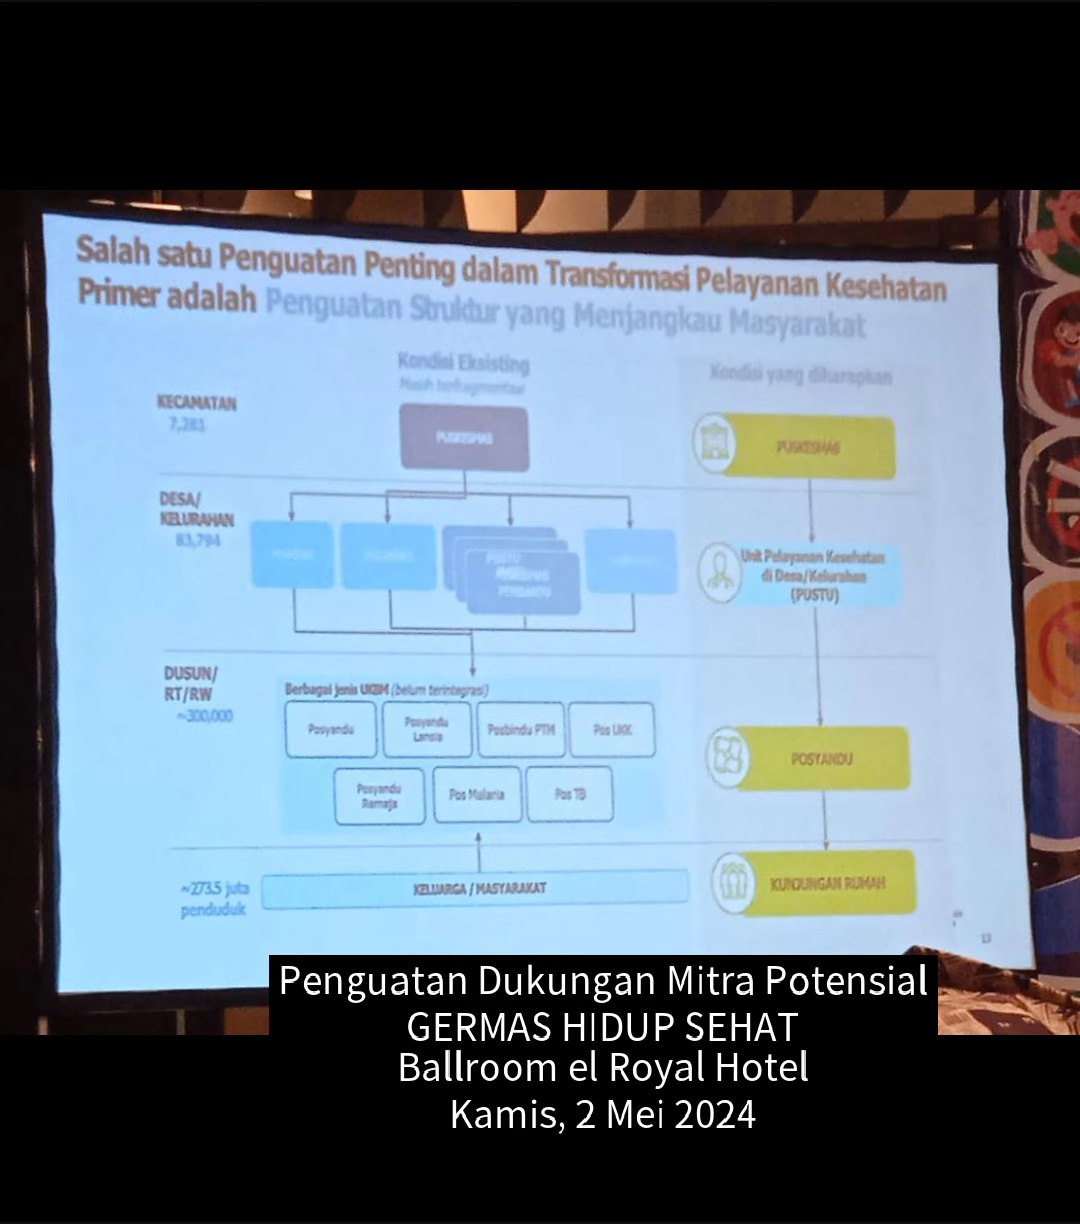 Salah satu Penguatan Penting dalam Transformasi Pelayanan Kesehatan
Primer adalah Penguatan Struktur yang Menjangkau Masyarakat
Kondisi Eksisting
Masih terfragmentasi
Kondisi yang diharapkan
KECAMATAN
7,281
PUSKESMAS
PUSKESMAS
DESA/
KELURAHAN
83,794
POSYANDU
Unit Pelayanan Kesehatan
di Desa/Kelurahan
(PUSTU)
DUSUN/
RT/RW
~300,000
Berbagai jenis UKBM (belum terintegrasi)
Posyandu
Posyandu
Lansia
Posbindu PTM
Pos UKK
Posyandu
Remaja
Pos Malaria
Pos TB
POSYANDU
~273.5 juta
penduduk
KELUARGA / MASYARAKAT
KUNJUNGAN RUMAH
13
Penguatan Dukungan Mitra Potensial
GERMAS HIDUP SEHAT
Ballroom el Royal Hotel
Kamis, 2 Mei 2024